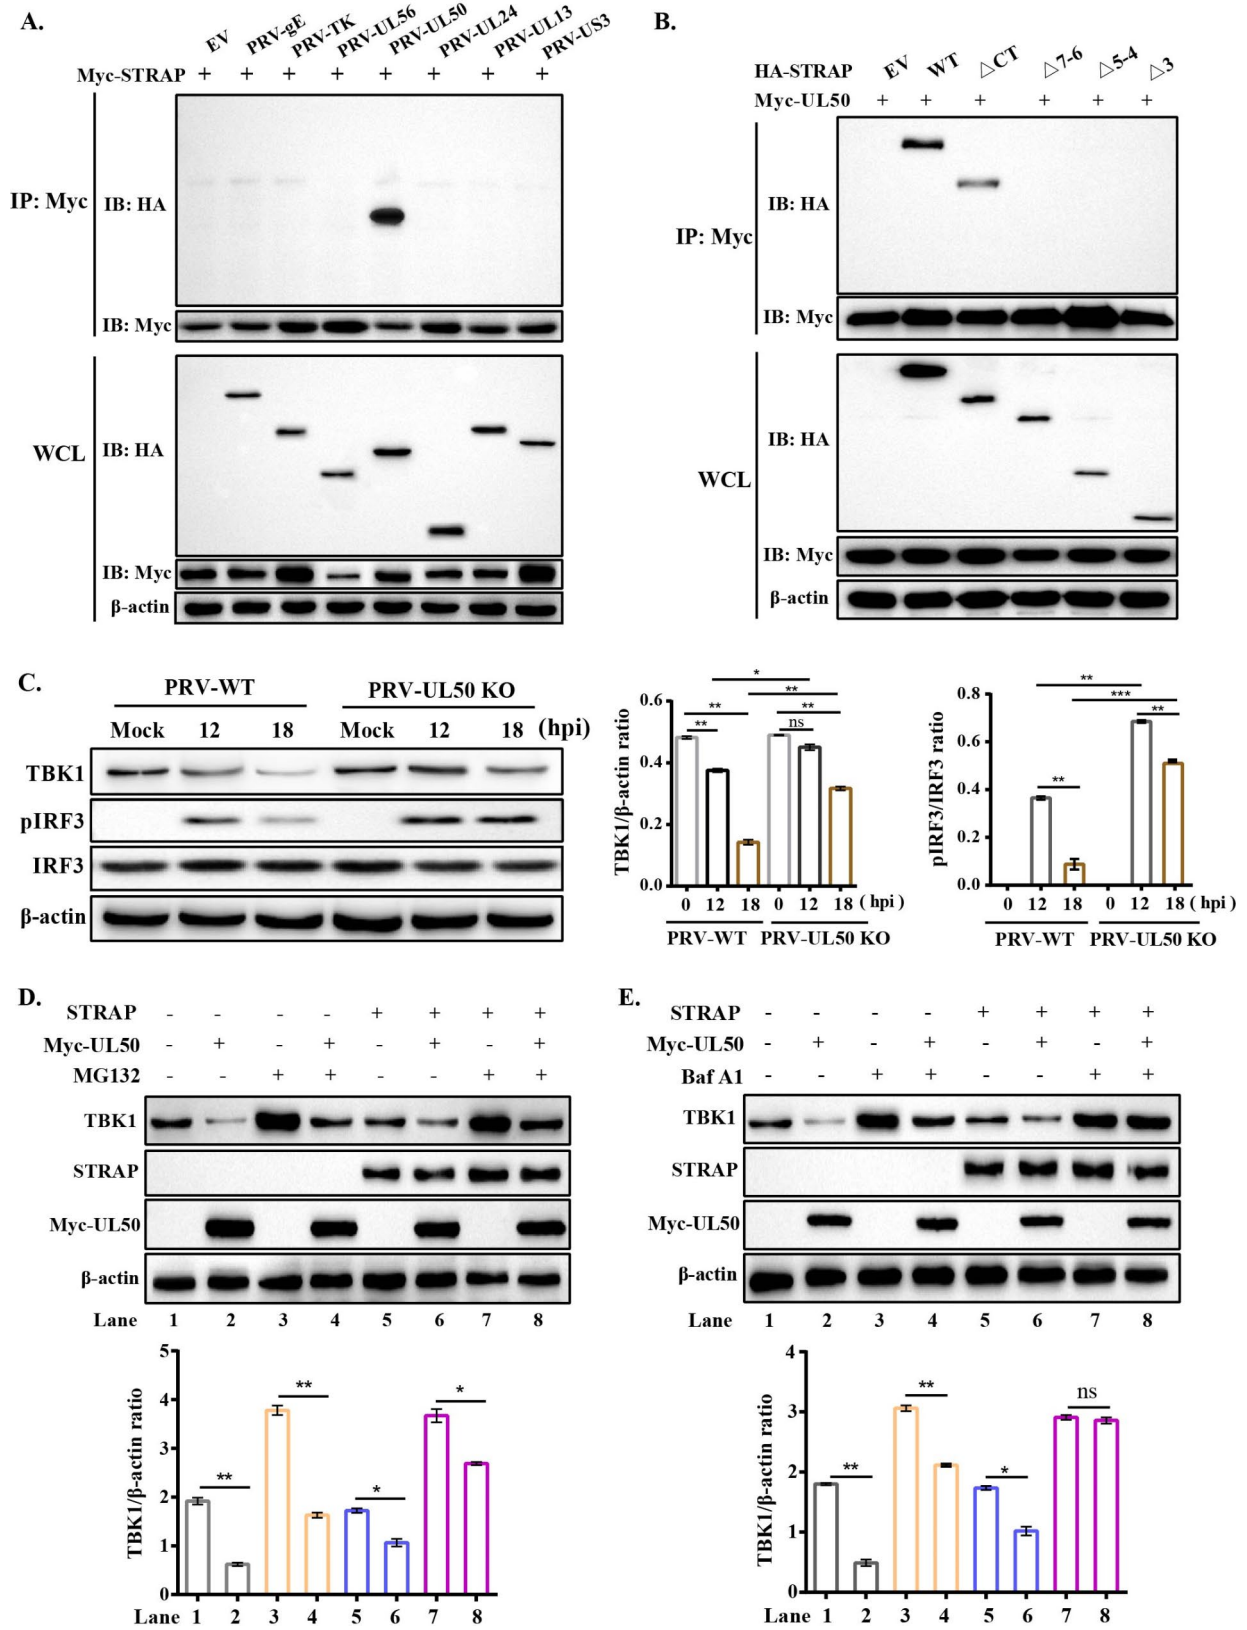 A.
EV PRV-gE PRV-TK PRV-UL56 PRV-UL50 PRV-UL24 PRV-UL13 PRV-US3
Myc-STRAP + + + + + + + +
IP: Myc
IB: HA
IB: Myc
WCL
IB: HA
IB: Myc
β-actin
B.
HA-STRAP EV WT △CT △7-6 △5-4 △3
Myc-UL50 + + + + + +
IP: Myc
IB: HA
IB: Myc
WCL
IB: HA
IB: Myc
β-actin
C.
PRV-WT PRV-UL50 KO
Mock 12 18 Mock 12 18 (hpi)
TBK1
pIRF3
IRF3
β-actin
TBK1/β-actin ratio
0.6
0.4
0.2
0.0
*
**
** **
** ns
0 12 18 0 12 18 ( hpi )
PRV-WT PRV-UL50 KO
pIRF3/IRF3 ratio
0.8
0.6
0.4
0.2
0.0
**
***
**
**
0 12 18 0 12 18 ( hpi )
PRV-WT PRV-UL50 KO
D.
STRAP - - - - + + + +
Myc-UL50 - + - + - + - +
MG132 - - + + - - + +
TBK1
STRAP
Myc-UL50
β-actin
Lane 1 2 3 4 5 6 7 8
TBK1/β-actin ratio
5
4
3
2
1
0
** ** * *
Lane 1 2 3 4 5 6 7 8
E.
STRAP - - - - + + + +
Myc-UL50 - + - + - + - +
Baf A1 - - + + - - + +
TBK1
STRAP
Myc-UL50
β-actin
Lane 1 2 3 4 5 6 7 8
TBK1/β-actin ratio
4
3
2
1
0
** ** * ns
Lane 1 2 3 4 5 6 7 8